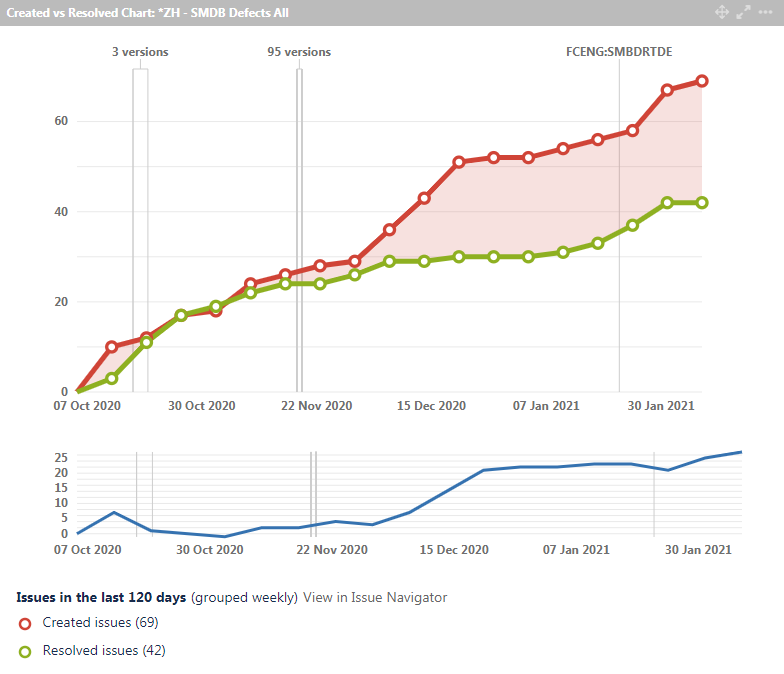 Created vs Resolved Chart: *ZH - SMDB Defects All
3 versions 95 versions FCENG:SMBDRTDE
60
40
20
0
07 Oct 2020 30 Oct 2020 22 Nov 2020 15 Dec 2020 07 Jan 2021 30 Jan 2021
25
20
15
10
5
0
07 Oct 2020 30 Oct 2020 22 Nov 2020 15 Dec 2020 07 Jan 2021 30 Jan 2021
Issues in the last 120 days (grouped weekly) View in Issue Navigator
Created issues (69)
Resolved issues (42)